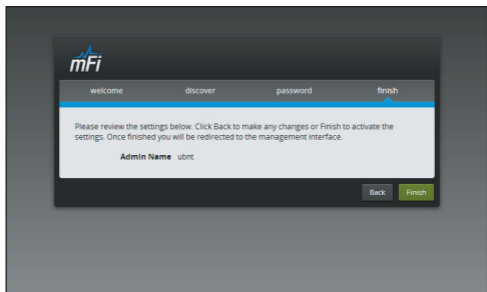 mFi
welcome discover password finish
Please review the settings below. Click Back to make any changes or Finish to activate the
settings. Once finished you will be redirected to the management interface.
Admin Name ubnt
Back Finish